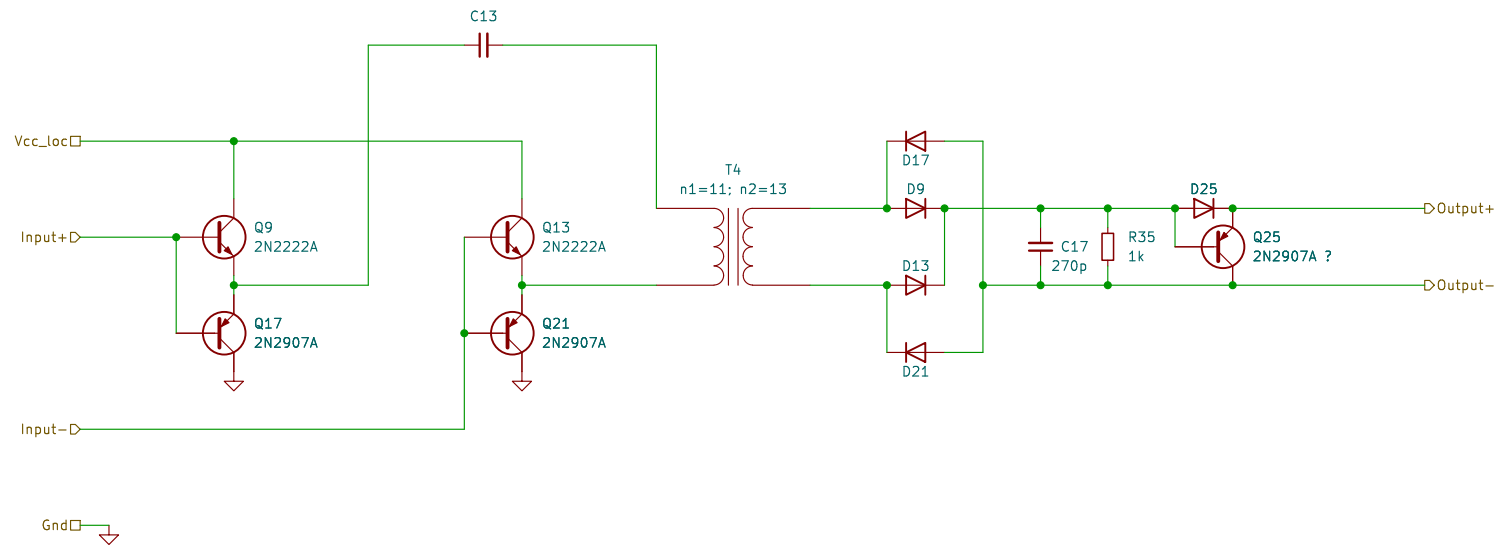 C13
Vcc_loc
D17
T4
n1=11; n2=13
D9
D25
Output+
Input+
Q9
2N2222A
Q13
2N2222A
C17
270p
R35
1k
Q25
2N2907A ?
D13
Output-
Q17
2N2907A
Q21
2N2907A
D21
Input-
Gnd